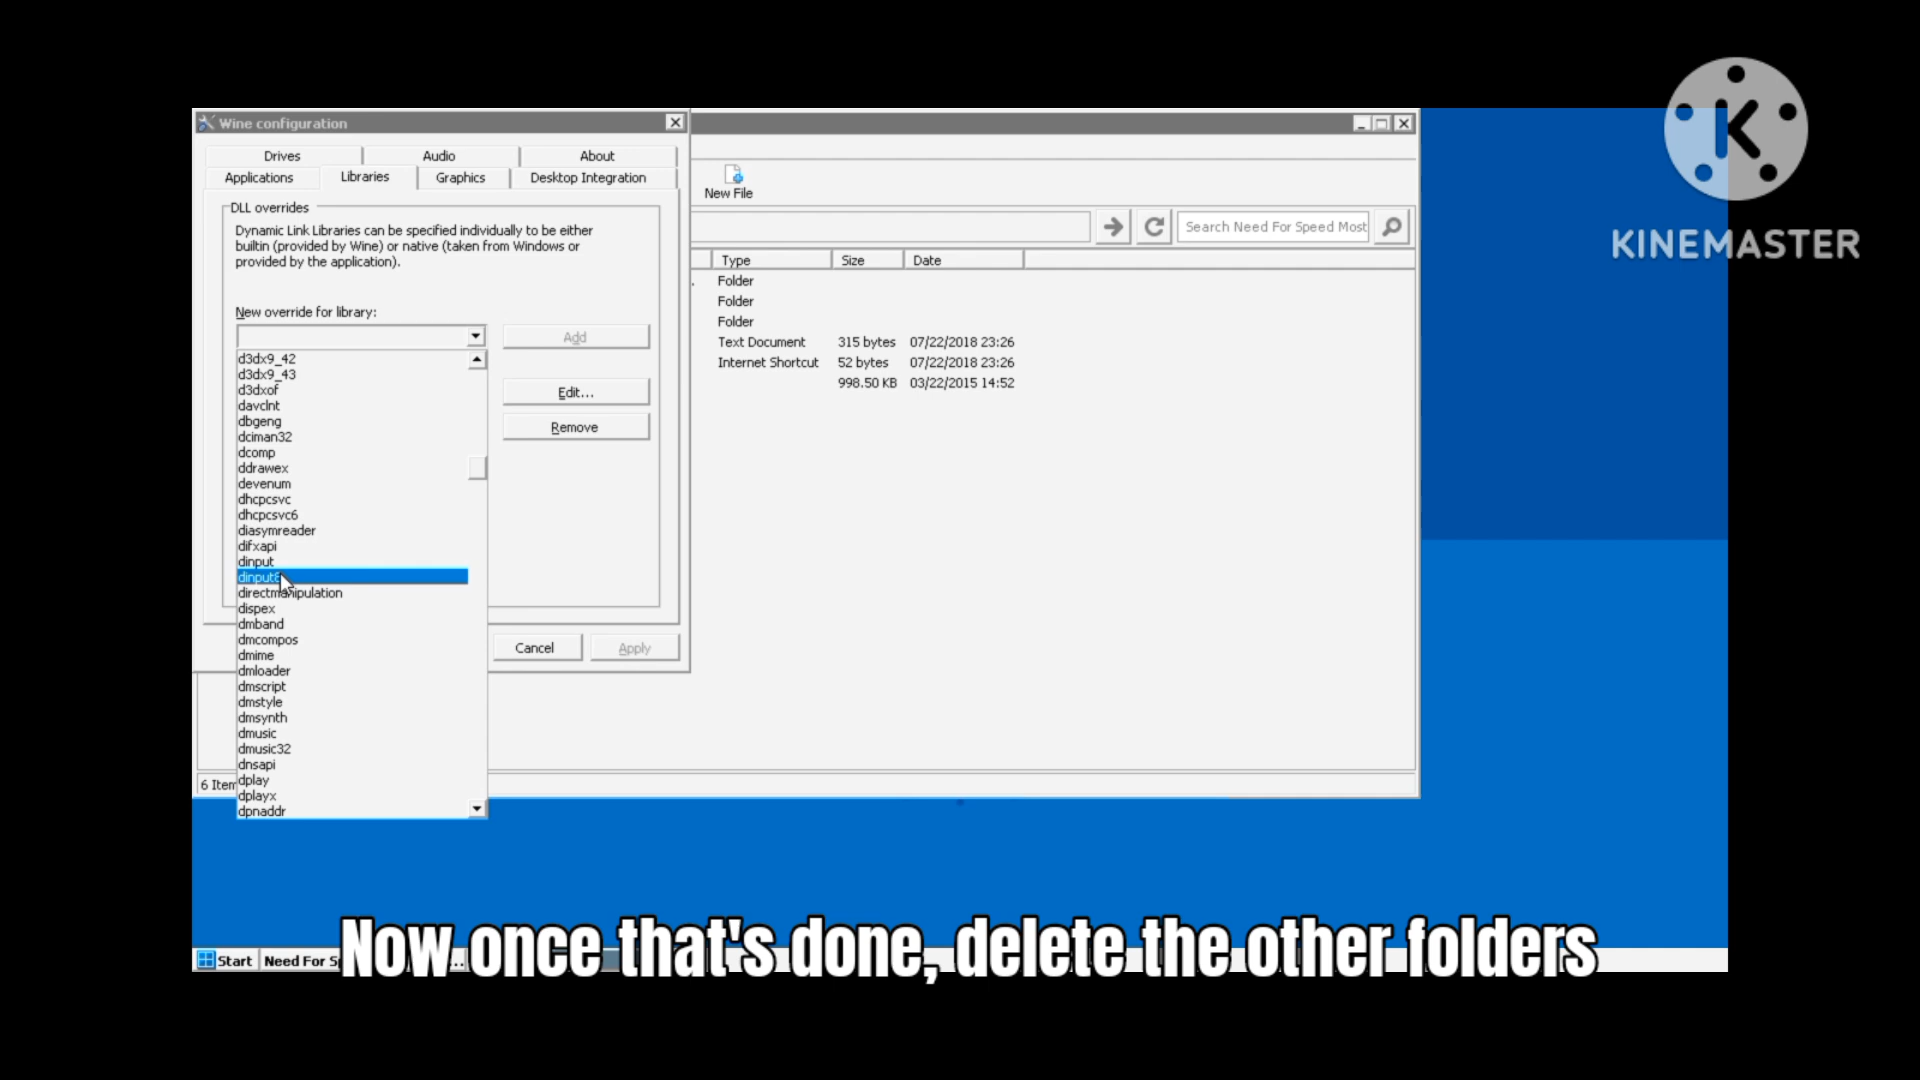 Wine configuration
Drives
Audio
About
Applications
Libraries
Graphics
Desktop Integration
DLL overrides
Dynamic Link Libraries can be specified individually to be either
builtin (provided by Wine) or native (taken from Windows or
provided by the application).
New override for library:
Add
d3dx9_42
d3dx9_43
d3dxof
davclnt
dbgeng
dciman32
dcomp
ddrawex
devenum
dhcpcsvc
dhcpcsvc6
diasymreader
difxapi
dinput
dinput8
directmanipulation
dispex
dmband
dmcompos
dmime
dmloader
dmscript
dmstyle
dmsynth
dmusic
dmusic32
dnsapi
dplay
dplayx
dpnaddr
Edit...
Remove
Cancel
Apply
New File
Search Need For Speed Most
Type
Size
Date
Folder
Folder
Folder
Text Document 315 bytes 07/22/2018 23:26
Internet Shortcut 52 bytes 07/22/2018 23:26
998.50 KB 03/22/2015 14:52
6 Item
K
KINEMASTER
Start
Need For Sp
...
Now once that's done, delete the other folders